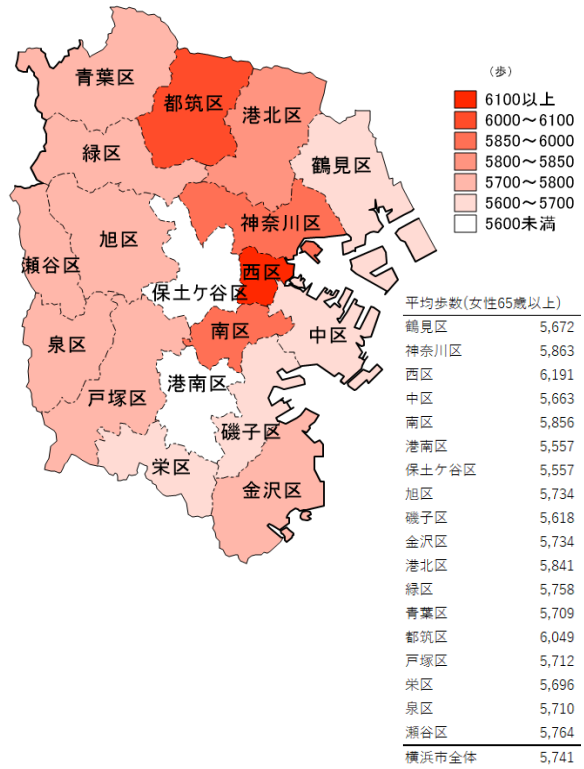 青葉区
都筑区
港北区
緑区
鶴見区
神奈川区
旭区
瀬谷区
西区
保土ケ谷区
南区
中区
泉区
戸塚区
港南区
磯子区
栄区
金沢区
（歩）
6100以上
6000～6100
5850～6000
5800～5850
5700～5800
5600～5700
5600未満
平均歩数(女性65歳以上)
鶴見区 5,672
神奈川区 5,863
西区 6,191
中区 5,663
南区 5,856
港南区 5,557
保土ケ谷区 5,557
旭区 5,734
磯子区 5,618
金沢区 5,734
港北区 5,841
緑区 5,758
青葉区 5,709
都筑区 6,049
戸塚区 5,712
栄区 5,696
泉区 5,710
瀬谷区 5,764
横浜市全体 5,741